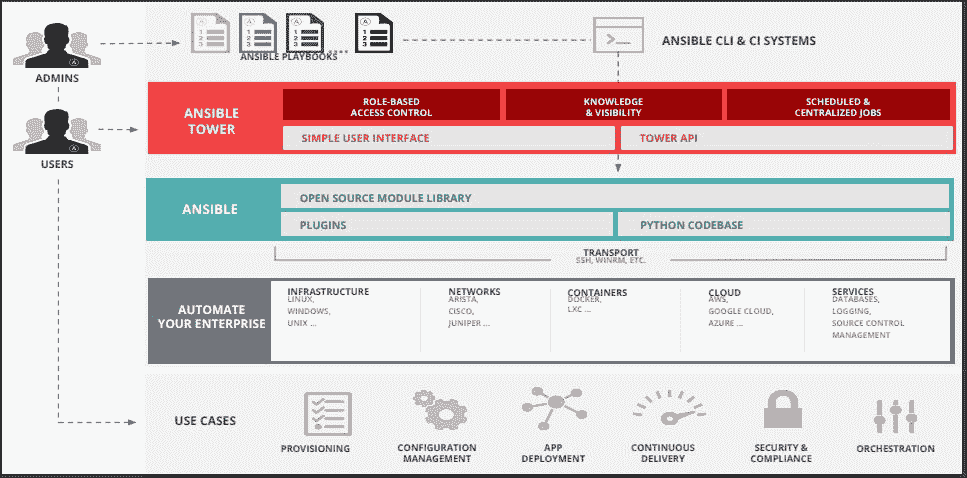 ANSIBLE PLAYBOOKS
ANSIBLE CLI & CI SYSTEMS
ADMINS
USERS
ANSIBLE
TOWER
ROLE-BASED
ACCESS CONTROL
KNOWLEDGE
& VISIBILITY
SCHEDULED &
CENTRALIZED JOBS
SIMPLE USER INTERFACE
TOWER API
ANSIBLE
OPEN SOURCE MODULE LIBRARY
PLUGINS
PYTHON CODEBASE
TRANSPORT
SSH, WINRM, ETC.
AUTOMATE
YOUR ENTERPRISE
INFRASTRUCTURE
LINUX,
WINDOWS,
UNIX ...
NETWORKS
ARISTA,
CISCO,
JUNIPER ...
CONTAINERS
DOCKER,
LXC ...
CLOUD
AWS,
GOOGLE CLOUD,
AZURE ...
SERVICES
DATABASES,
LOGGING,
SOURCE CONTROL
MANAGEMENT
USE CASES
PROVISIONING
CONFIGURATION
MANAGEMENT
APP
DEPLOYMENT
CONTINUOUS
DELIVERY
SECURITY &
COMPLIANCE
ORCHESTRATION